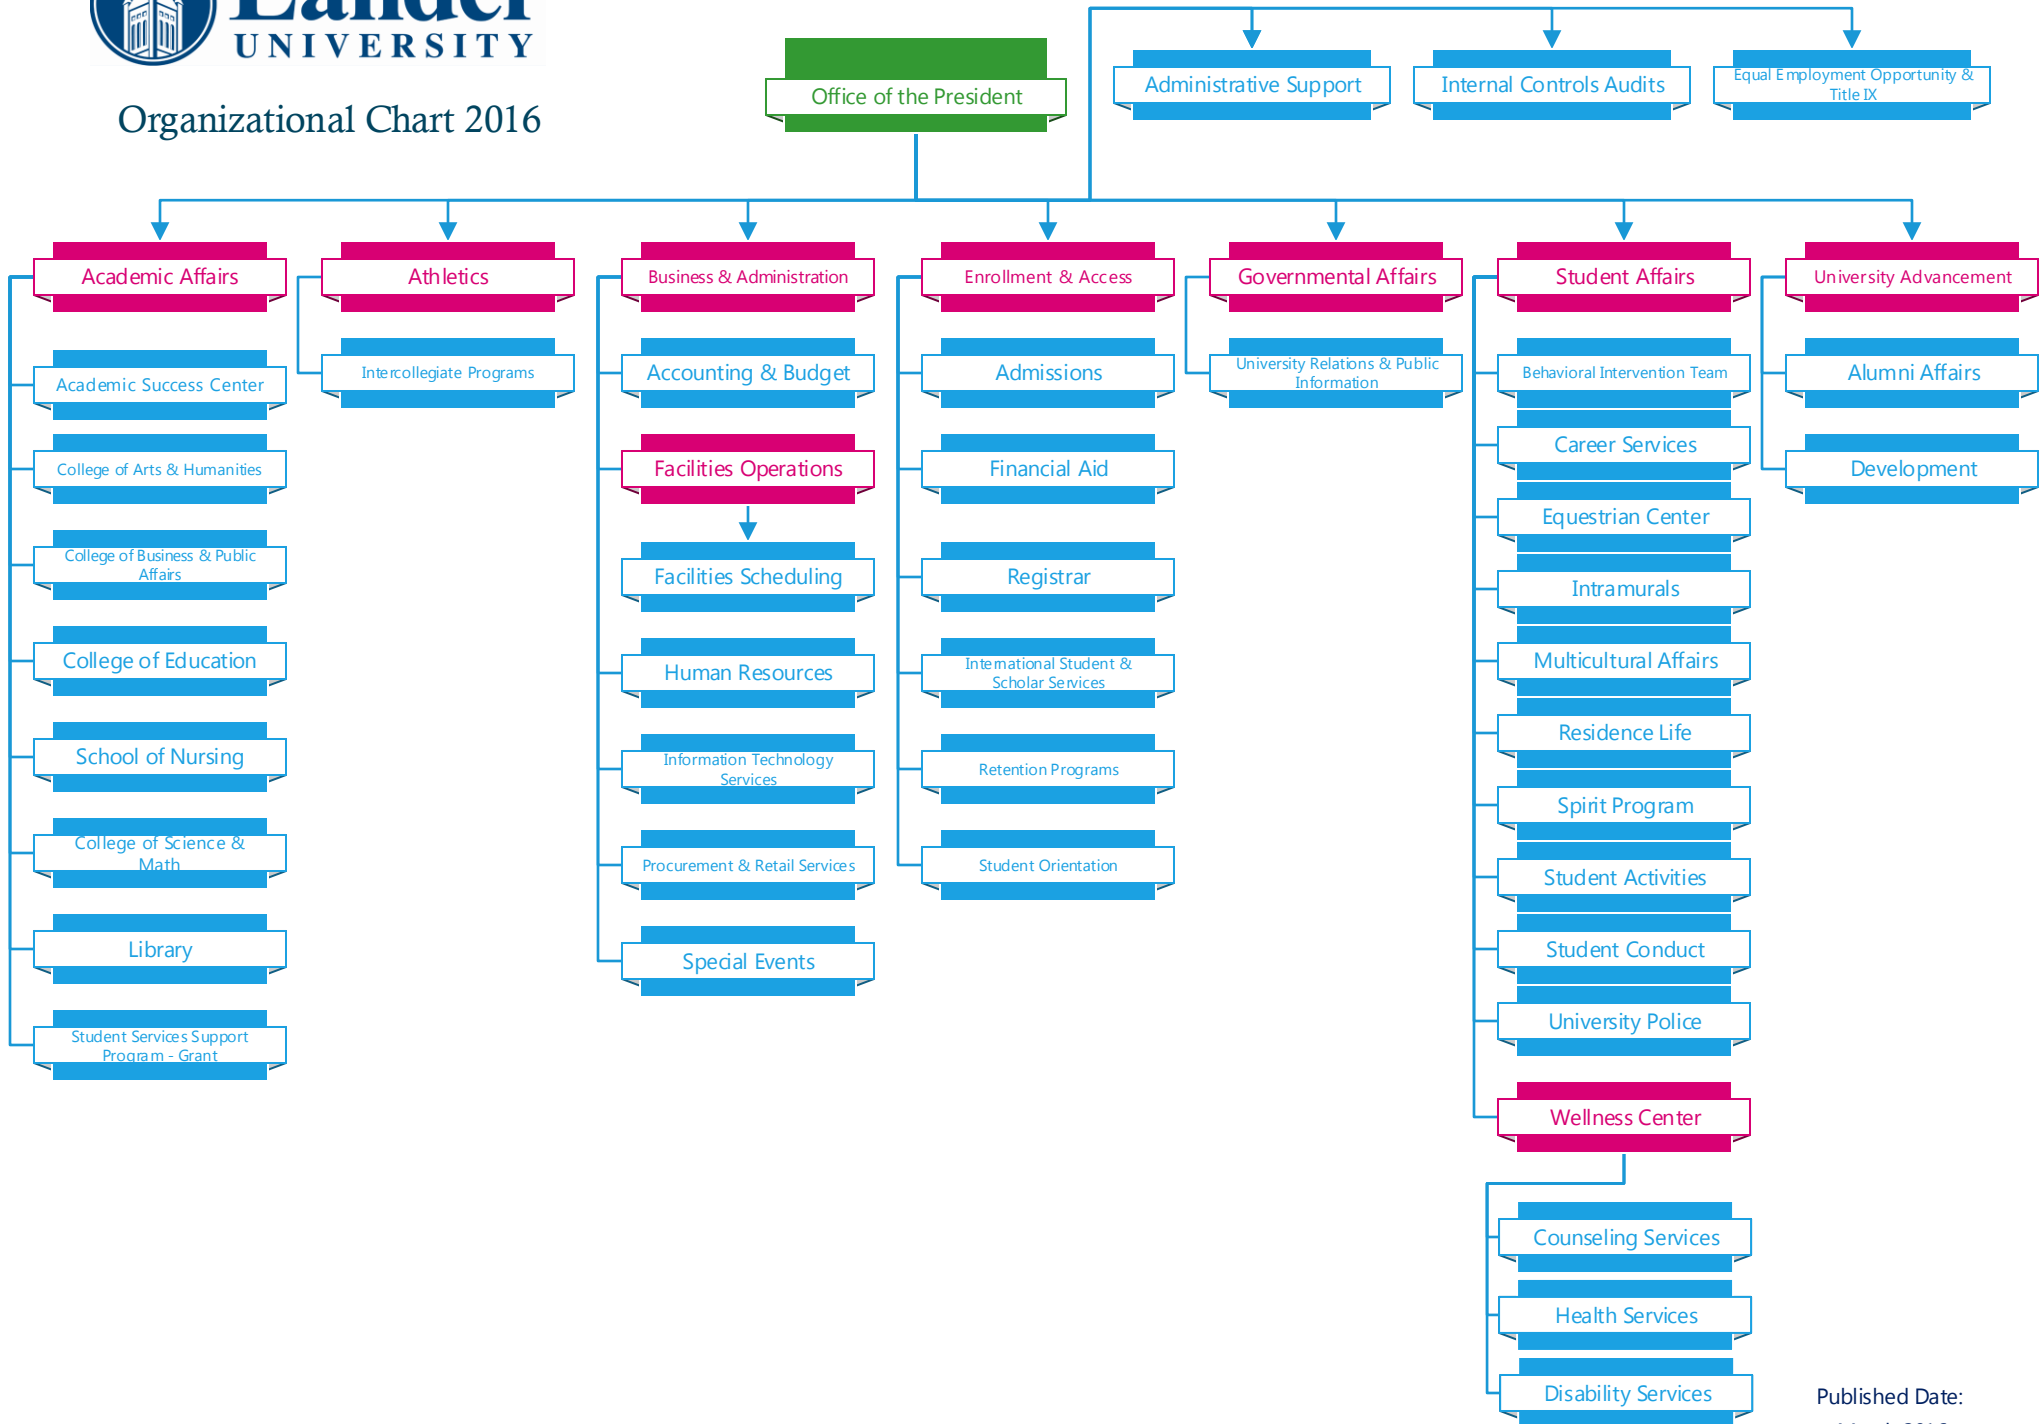 Lander
UNIVERSITY
Organizational Chart 2016
Office of the President
Administrative Support
Internal Controls Audits
Equal Employment Opportunity &
Title IX
Academic Affairs
Athletics
Business & Administration
Enrollment & Access
Governmental Affairs
Student Affairs
University Advancement
Academic Success Center
College of Arts & Humanities
College of Business & Public
Affairs
College of Education
School of Nursing
College of Science &
Math
Library
Student Services Support
Program - Grant
Intercollegiate Programs
Accounting & Budget
Facilities Operations
Facilities Scheduling
Human Resources
Information Technology
Services
Procurement & Retail Services
Special Events
Admissions
Financial Aid
Registrar
International Student &
Scholar Services
Retention Programs
Student Orientation
University Relations & Public
Information
Behavioral Intervention Team
Career Services
Equestrian Center
Intramurals
Multicultural Affairs
Residence Life
Spirit Program
Student Activities
Student Conduct
University Police
Wellness Center
Counseling Services
Health Services
Disability Services
Alumni Affairs
Development
Published Date:
March 2016